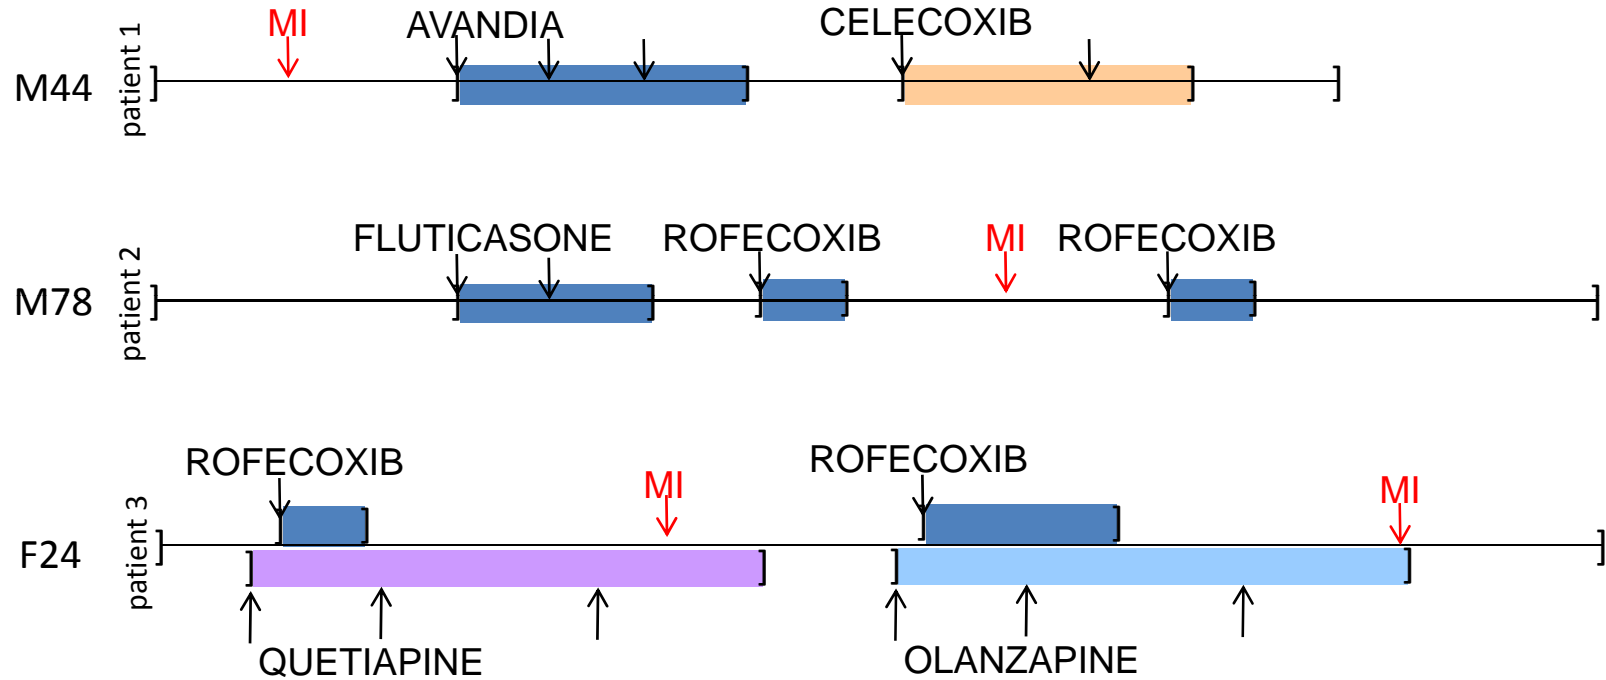 MI
AVANDIA
CELECOXIB
M44
patient 1
FLUTICASONE
ROFECOXIB
MI
ROFECOXIB
M78
patient 2
ROFECOXIB
MI
ROFECOXIB
MI
F24
patient 3
QUETIAPINE
OLANZAPINE